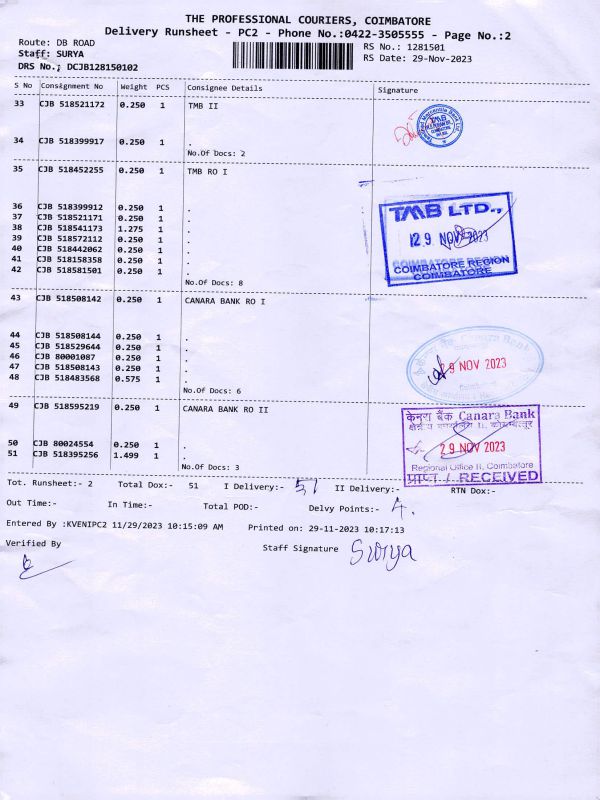 THE PROFESSIONAL COURIERS, COIMBATORE
Delivery Runsheet - PC2 - Phone No.:0422-3505555 - Page No.:2
Route: DB ROAD
RS No.: 1281501
Staff: SURYA
RS Date: 29-Nov-2023
DRS No.; DCJB128150102
S No Consignment No Weight PCS Consignee Details Signature
33 CJB 518521172 0.250 1 TMB II
34 CJB 518399917 0.250 1 .
No.Of Docs: 2
35 CJB 518452255 0.250 1 TMB RO I
36 CJB 518399912 0.250 1 .
37 CJB 518521171 0.250 1 .
38 CJB 518541173 1.275 1 .
39 CJB 518572112 0.250 1 .
40 CJB 518442062 0.250 1 .
41 CJB 518158358 0.250 1 .
42 CJB 518581501 0.250 1 .
No.Of Docs: 8
TMB LTD.,
29 NOV 2023
COIMBATORE REGION
COIMBATORE
43 CJB 518508142 0.250 1 CANARA BANK RO I
44 CJB 518508144 0.250 1 .
45 CJB 518529644 0.250 1 .
46 CJB 80001087 0.250 1 .
47 CJB 518508143 0.250 1 .
48 CJB 518483568 0.575 1 .
No.Of Docs: 6
Canara Bank
29 NOV 2023
49 CJB 518595219 0.250 1 CANARA BANK RO II
50 CJB 80024554 0.250 1 .
51 CJB 518395256 1.499 1 .
No.Of Docs: 3
केनरा बैंक Canara Bank
29 NOV 2023
Regional Office II, Coimbatore
प्राप्त / RECEIVED
Tot. Runsheet:- 2 Total Dox:- 51 I Delivery:- 51 II Delivery:- RTN Dox:-
Out Time:- In Time:- Total POD:- Delvy Points:- 4.
Entered By :KVENIPC2 11/29/2023 10:15:09 AM Printed on: 29-11-2023 10:17:13
Verified By
Staff Signature Surya